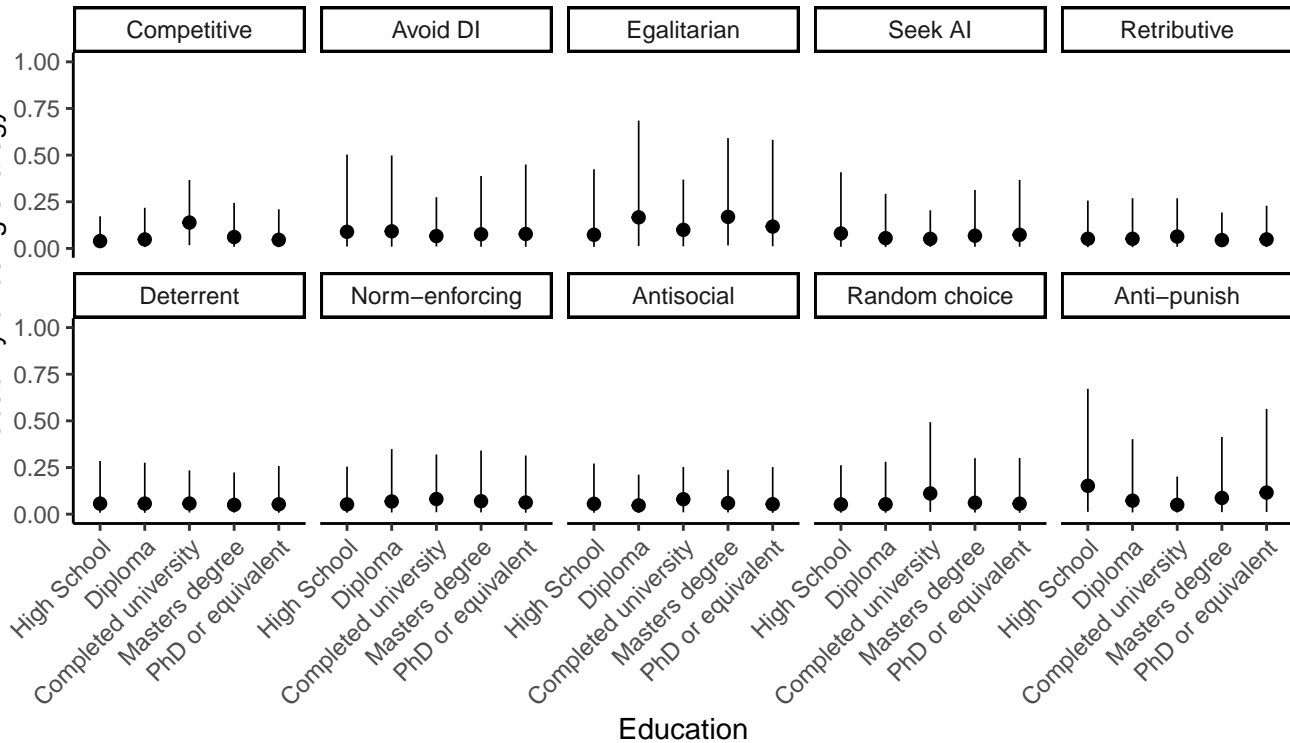 Competitive Avoid DI Egalitarian Seek AI Retributive
1.00
0.75
0.50
0.25
0.00
Deterrent Norm−enforcing Antisocial Random choice Anti−punish
1.00
0.75
0.50
0.25
0.00
High School Diploma Completed university Masters degree PhD or equivalent High School Diploma Completed university Masters degree PhD or equivalent High School Diploma Completed university Masters degree PhD or equivalent High School Diploma Completed university Masters degree PhD or equivalent High School Diploma Completed university Masters degree PhD or equivalent
Education